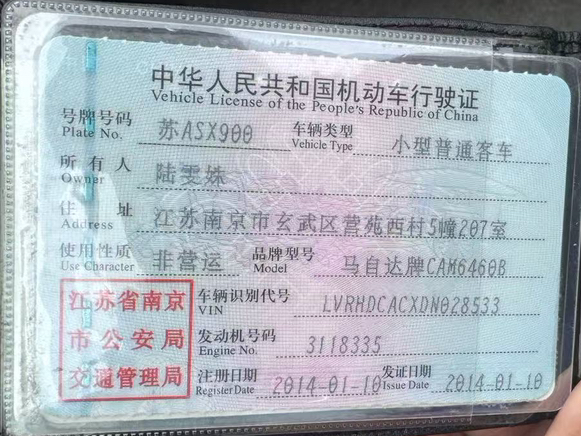 中华人民共和国机动车行驶证
Vehicle License of the People's Republic of China
号牌号码 苏ASX900 车辆类型 小型普通客车
Plate No. Vehicle Type
所有人 陆雯姝
Owner
住址 江苏南京市玄武区营苑西村5幢207室
Address
使用性质 非营运 品牌型号 马自达牌CAM6460B
Use Character Model
江苏省南京
市公安局
交通管理局
车辆识别代号 LVRHDCACXDN028533
VIN
发动机号码 3118335
Engine No.
注册日期 2014-01-10 发证日期 2014-01-10
Register Date Issue Date